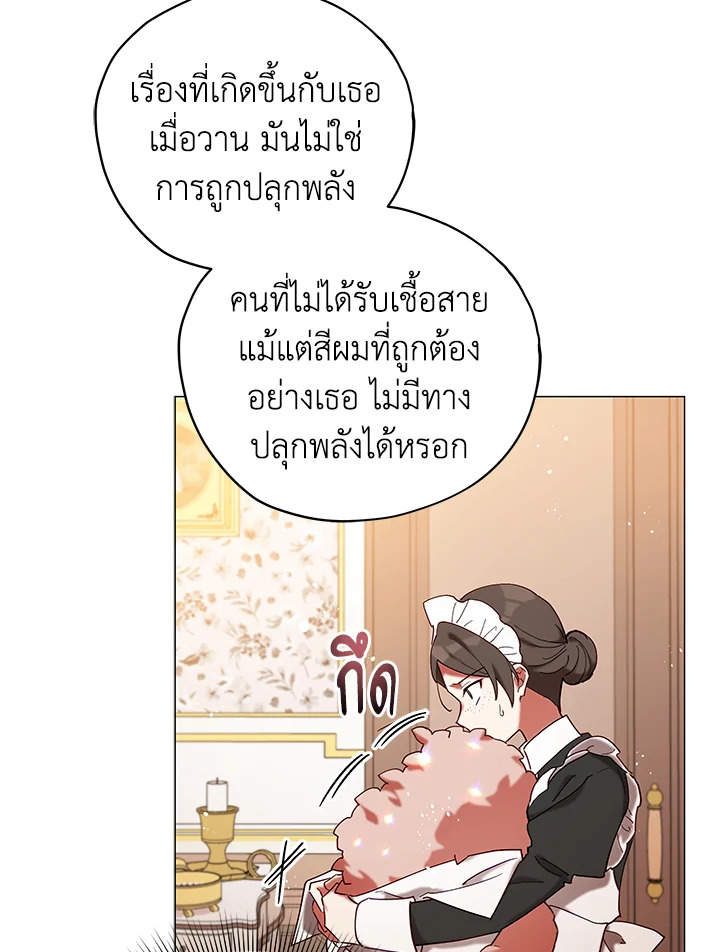 เรื่องที่เกิดขึ้นกับเธอ
เมื่อวาน มันไม่ใช่
การถูกปลุกพลัง
คนที่ไม่ได้รับเชื้อสาย
แม้แต่สีผมที่ถูกต้อง
อย่างเธอ ไม่มีทาง
ปลุกพลังได้หรอก
กึด